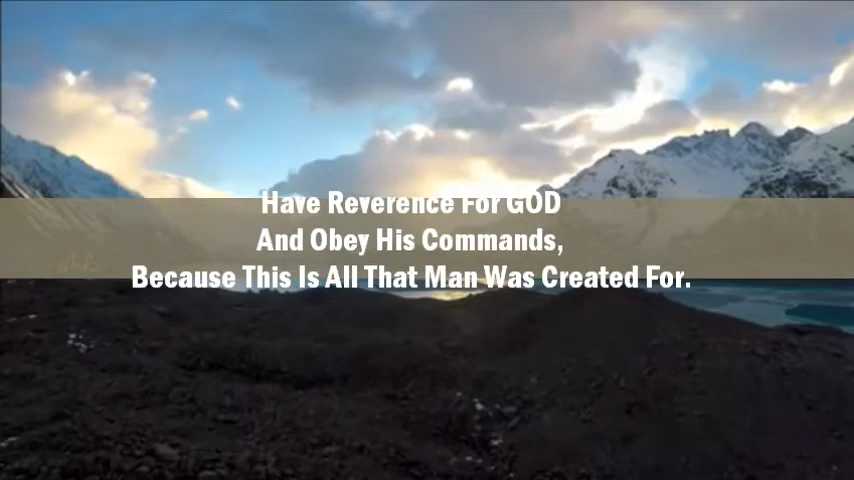 Have Reverence For GOD
And Obey His Commands,
Because This Is All That Man Was Created For.